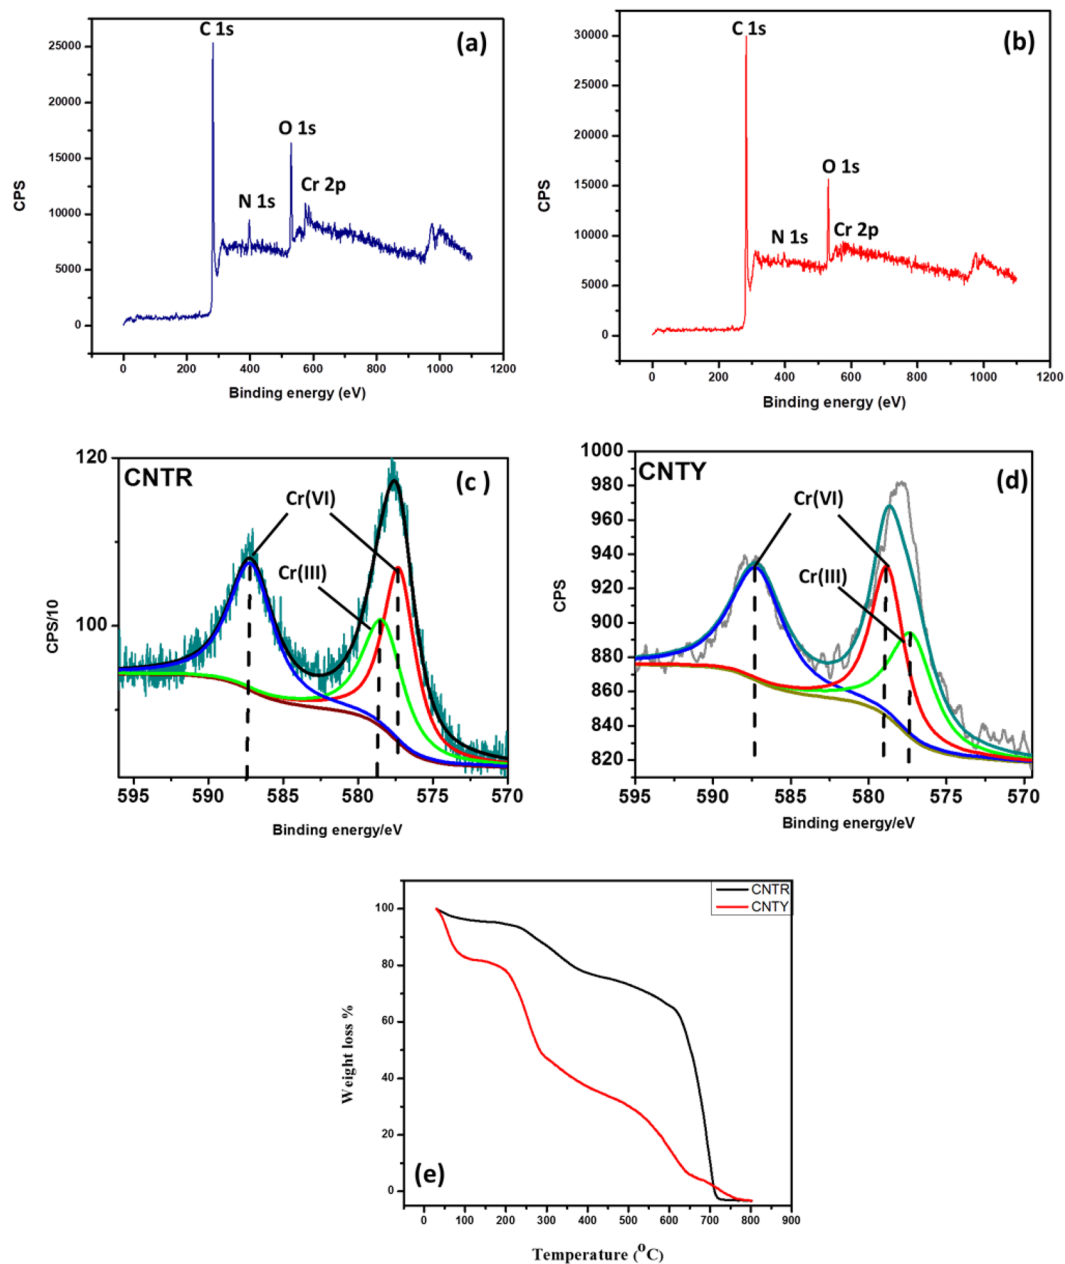 C 1s
(a)
25000
20000
15000
10000
5000
0
CPS
O 1s
N 1s
Cr 2p
0 200 400 600 800 1000 1200
Binding energy (eV)
C 1s
(b)
30000
25000
20000
15000
10000
5000
0
CPS
O 1s
N 1s
Cr 2p
0 200 400 600 800 1000 1200
Binding energy (eV)
120
100
CPS/10
CNTR
(c )
Cr(VI)
Cr(III)
595 590 585 580 575 570
Binding energy/eV
1000
980
960
940
920
900
880
860
840
820
CPS
CNTY
(d)
Cr(VI)
Cr(III)
595 590 585 580 575 570
Binding energy/eV
CNTR
CNTY
100
80
60
40
20
0
Weight loss %
(e)
0 100 200 300 400 500 600 700 800 900
Temperature (⁰C)